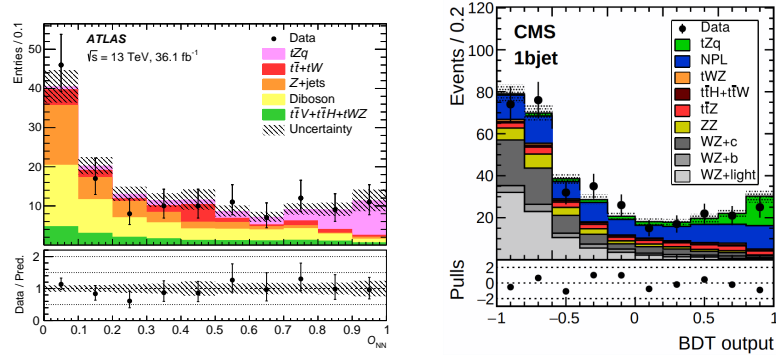 Entries / 0.1
50
40
30
20
10
ATLAS
√s = 13 TeV, 36.1 fb⁻¹
Data
tZq
tt̄+tW
Z+jets
Diboson
tt̄V+tt̄H+tWZ
Uncertainty
Data / Pred.
2
1.5
1
0.5
0
0 0.1 0.2 0.3 0.4 0.5 0.6 0.7 0.8 0.9 1
O_NN
Events / 0.2
120
100
80
60
40
20
CMS
1bjet
Data
tZq
NPL
tWZ
tt̄H+tt̄W
tt̄Z
ZZ
WZ+c
WZ+b
WZ+light
Pulls
2
0
−2
−1 −0.5 0 0.5 1
BDT output